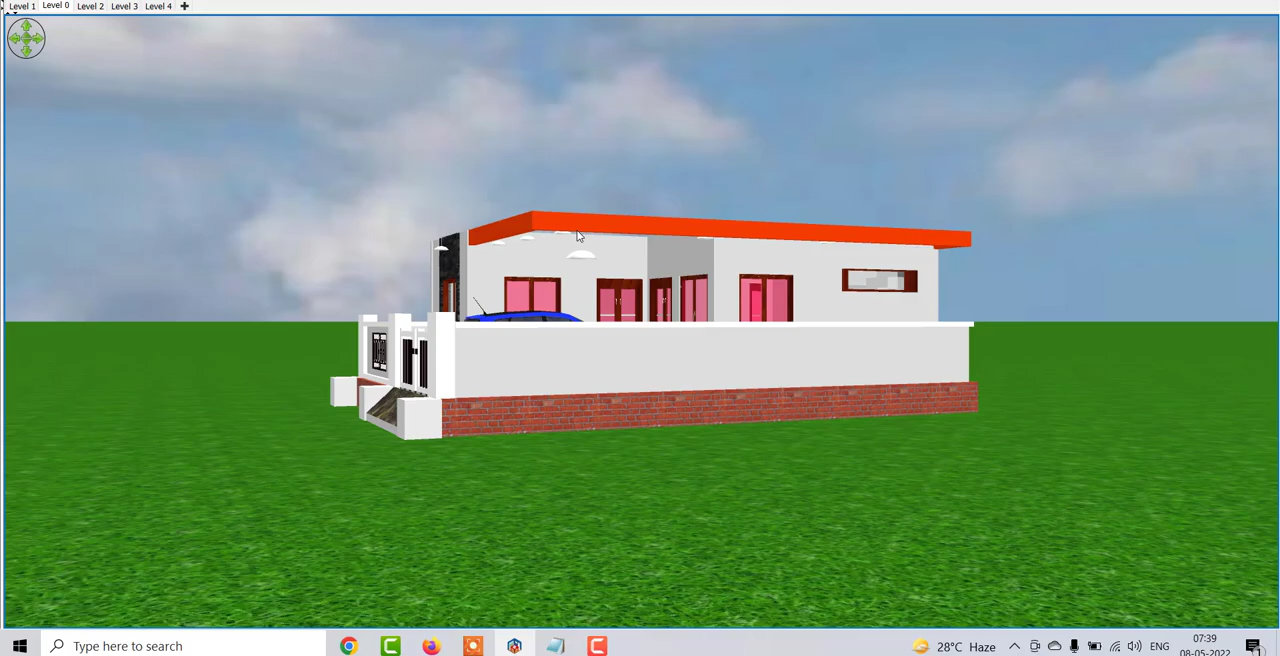 Level 1 Level 0 Level 2 Level 3 Level 4
Type here to search
28°C Haze
ENG
07:39
08-05-2022
1